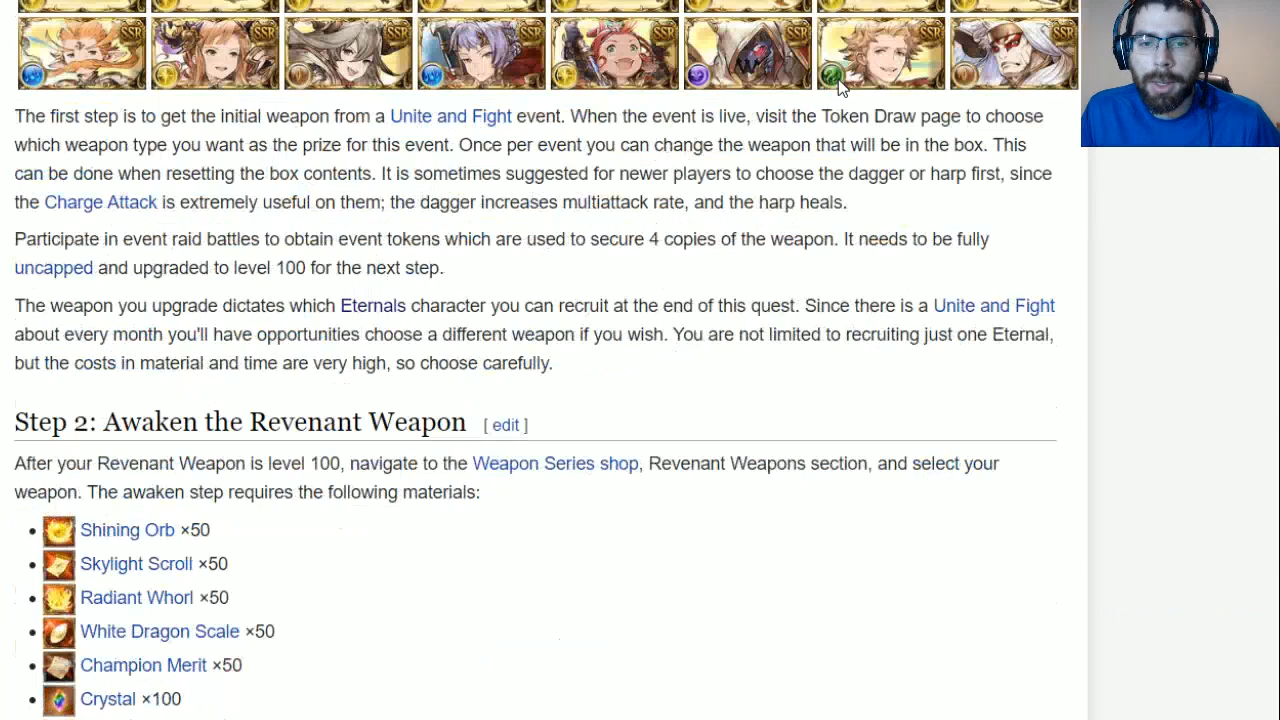 SSR SSR SSR SSR SSR SSR SSR SSR
The first step is to get the initial weapon from a Unite and Fight event. When the event is live, visit the Token Draw page to choose
which weapon type you want as the prize for this event. Once per event you can change the weapon that will be in the box. This
can be done when resetting the box contents. It is sometimes suggested for newer players to choose the dagger or harp first, since
the Charge Attack is extremely useful on them; the dagger increases multiattack rate, and the harp heals.
Participate in event raid battles to obtain event tokens which are used to secure 4 copies of the weapon. It needs to be fully
uncapped and upgraded to level 100 for the next step.
The weapon you upgrade dictates which Eternals character you can recruit at the end of this quest. Since there is a Unite and Fight
about every month you'll have opportunities choose a different weapon if you wish. You are not limited to recruiting just one Eternal,
but the costs in material and time are very high, so choose carefully.
Step 2: Awaken the Revenant Weapon [ edit ]
After your Revenant Weapon is level 100, navigate to the Weapon Series shop, Revenant Weapons section, and select your
weapon. The awaken step requires the following materials:
• Shining Orb ×50
• Skylight Scroll ×50
• Radiant Whorl ×50
• White Dragon Scale ×50
• Champion Merit ×50
• Crystal ×100